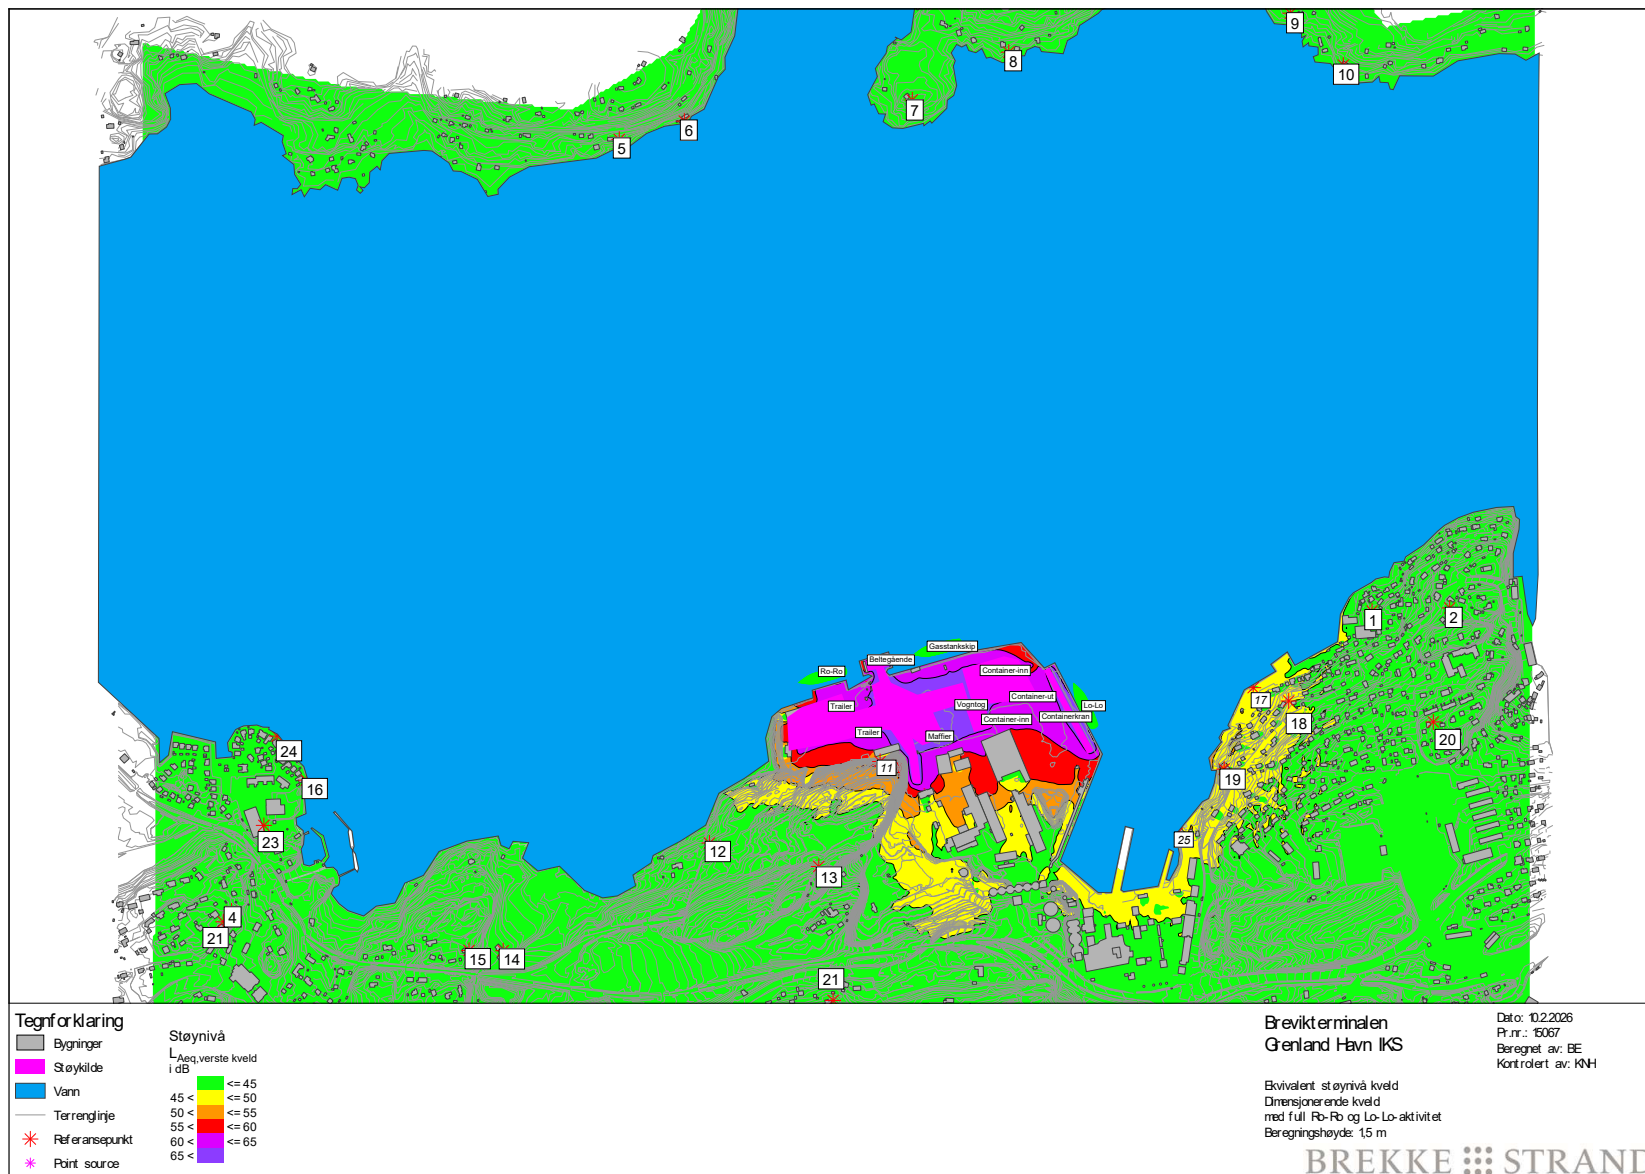 9
8
10
7
6
5
1
2
17
18
20
19
25
Gasstankskip
Beltegående
Ro-Ro
Container-inn
Container-ut
Lo-Lo
Trailer
Vogntog
Container-inn
Containerkran
Trailer
Maffier
11
24
16
23
12
13
4
21
15
14
21
Tegnforklaring
Bygninger
Støykilde
Vann
Terrenglinje
Referansepunkt
Point source
Støynivå
LAeq,verste kveld
i dB
<= 45
45 < <= 50
50 < <= 55
55 < <= 60
60 < <= 65
65 <
Brevikterminalen
Grenland Havn IKS
Ekvivalent støynivå kveld
Dimensjonerende kveld
med full Ro-Ro og Lo-Lo-aktivitet
Beregningshøyde: 1,5 m
Dato: 10.2.2026
Pr.nr.: 15067
Beregnet av: BE
Kontrolert av: KNH
BREKKE STRAND